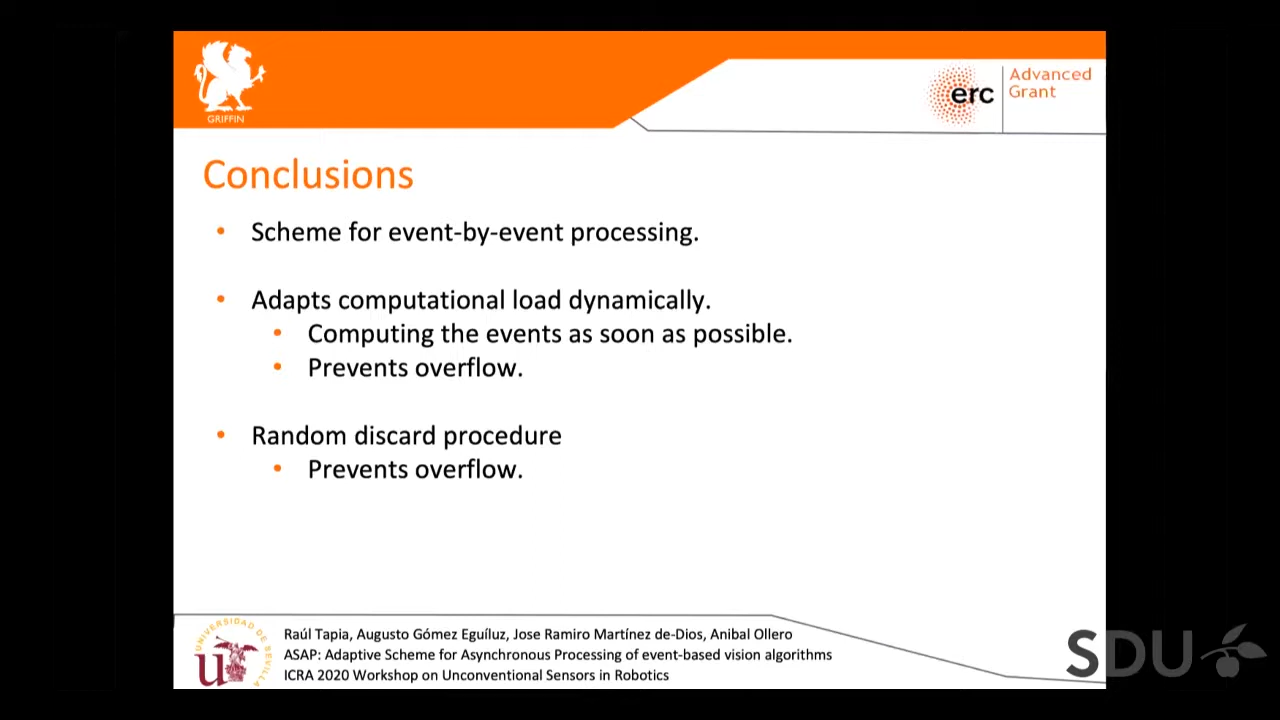 GRIFFIN
erc
Advanced
Grant
Conclusions
• Scheme for event-by-event processing.
• Adapts computational load dynamically.
• Computing the events as soon as possible.
• Prevents overflow.
• Random discard procedure
• Prevents overflow.
UNIVERSIDAD DE SEVILLA
Raúl Tapia, Augusto Gómez Eguíluz, Jose Ramiro Martínez de-Dios, Anibal Ollero
ASAP: Adaptive Scheme for Asynchronous Processing of event-based vision algorithms
ICRA 2020 Workshop on Unconventional Sensors in Robotics
SDU